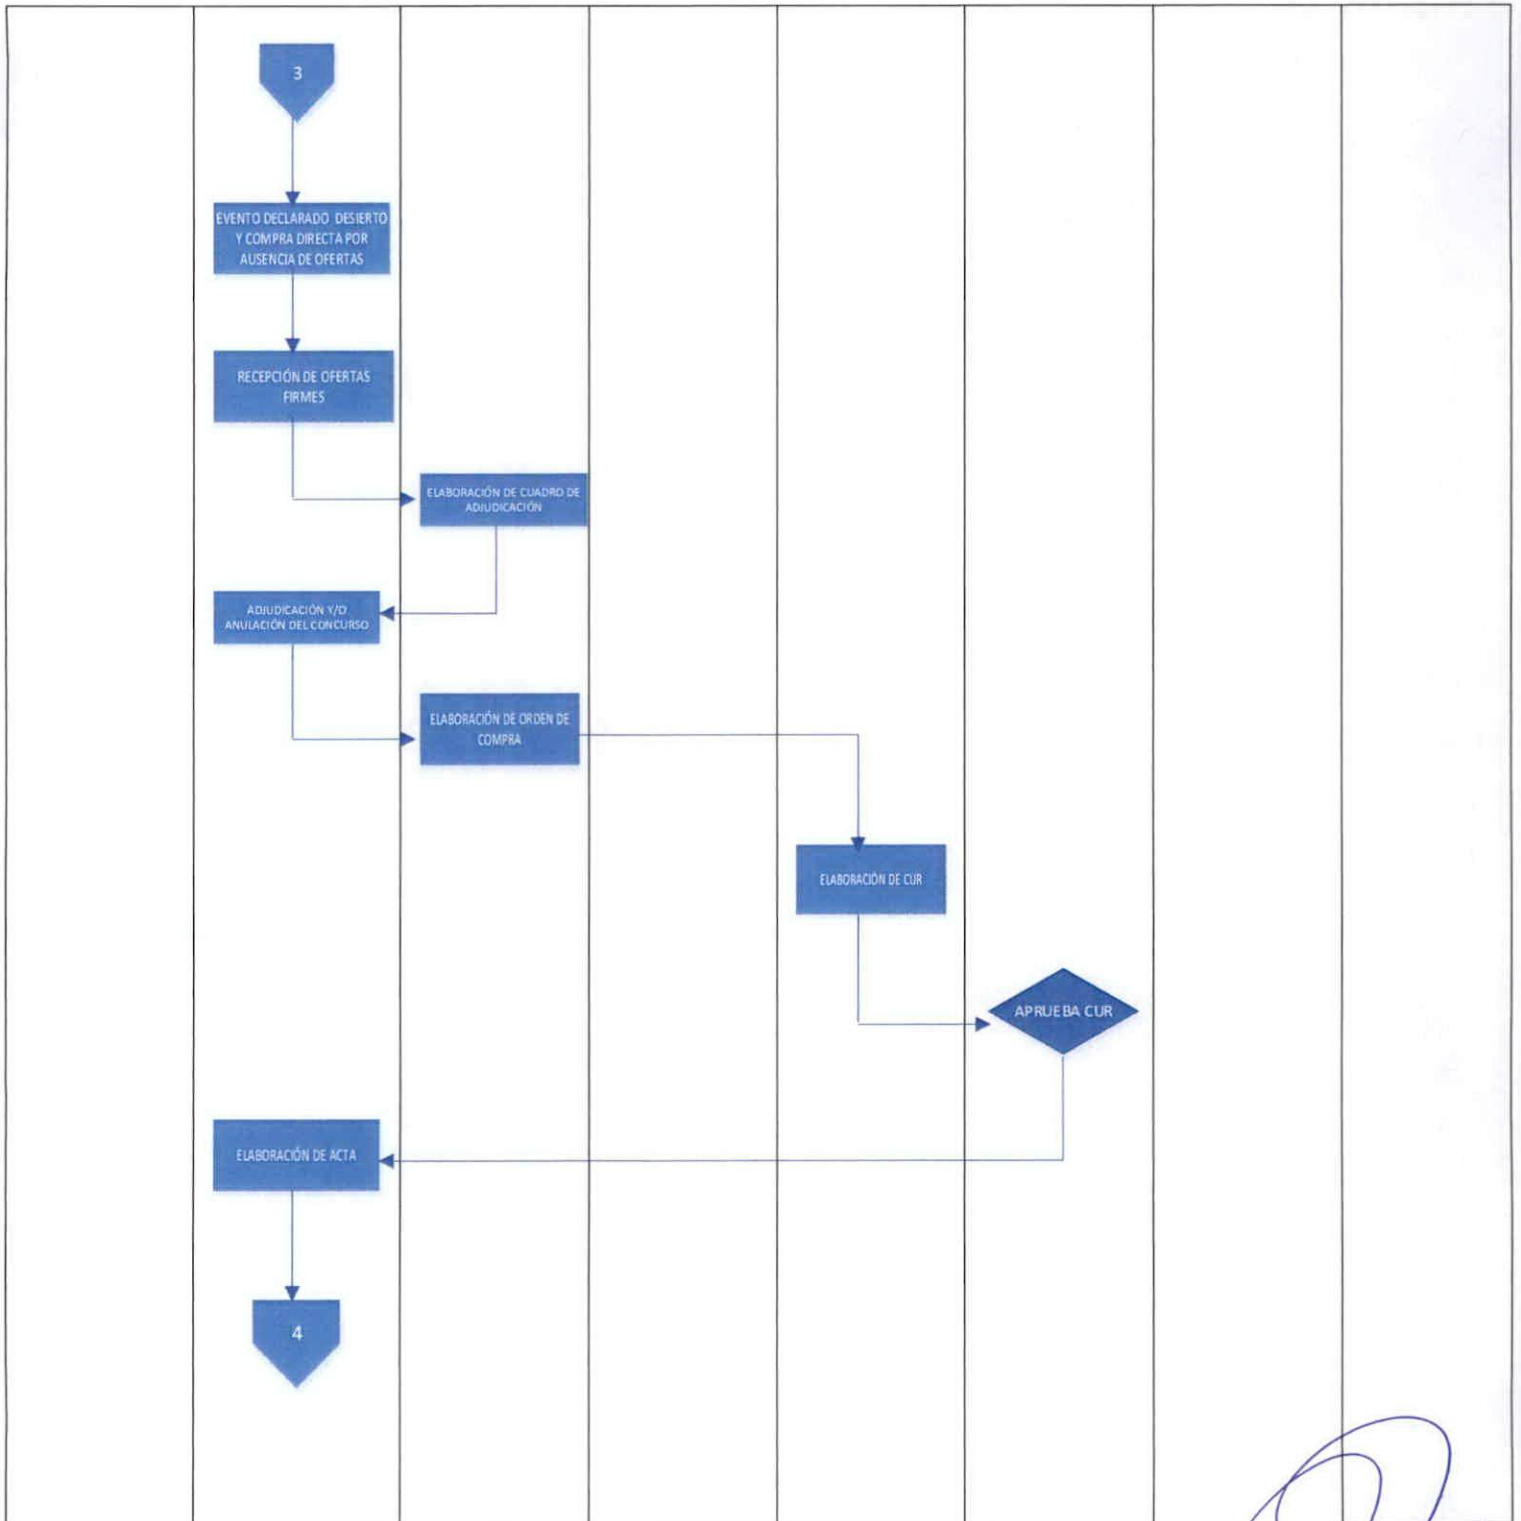 3
EVENTO DECLARADO DESIERTO
Y COMPRA DIRECTA POR
AUSENCIA DE OFERTAS
RECEPCIÓN DE OFERTAS
FIRMES
ELABORACIÓN DE CUADRO DE
ADJUDICACIÓN
ADJUDICACIÓN Y/O
ANULACIÓN DEL CONCURSO
ELABORACIÓN DE ORDEN DE
COMPRA
ELABORACIÓN DE CUR
APRUEBA CUR
ELABORACIÓN DE ACTA
4